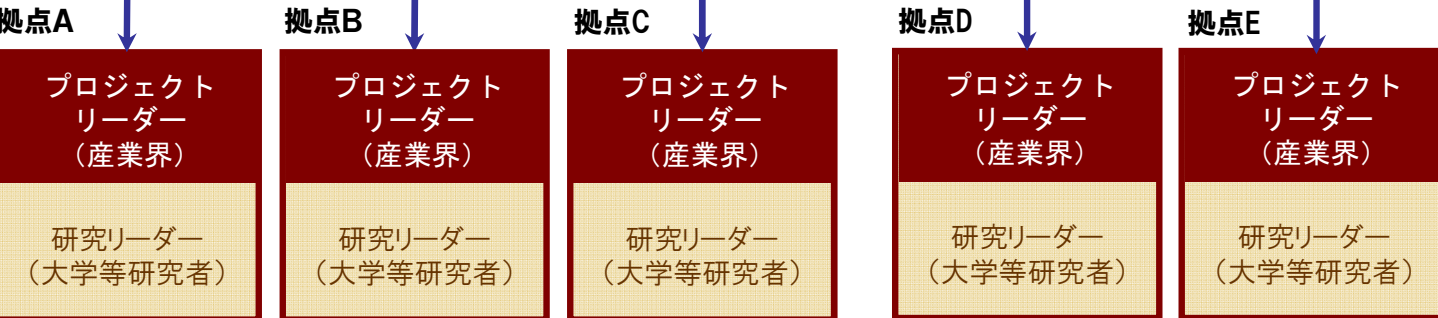 拠点A
プロジェクト
リーダー
（産業界）
研究リーダー
（大学等研究者）
拠点B
プロジェクト
リーダー
（産業界）
研究リーダー
（大学等研究者）
拠点C
プロジェクト
リーダー
（産業界）
研究リーダー
（大学等研究者）
拠点D
プロジェクト
リーダー
（産業界）
研究リーダー
（大学等研究者）
拠点E
プロジェクト
リーダー
（産業界）
研究リーダー
（大学等研究者）